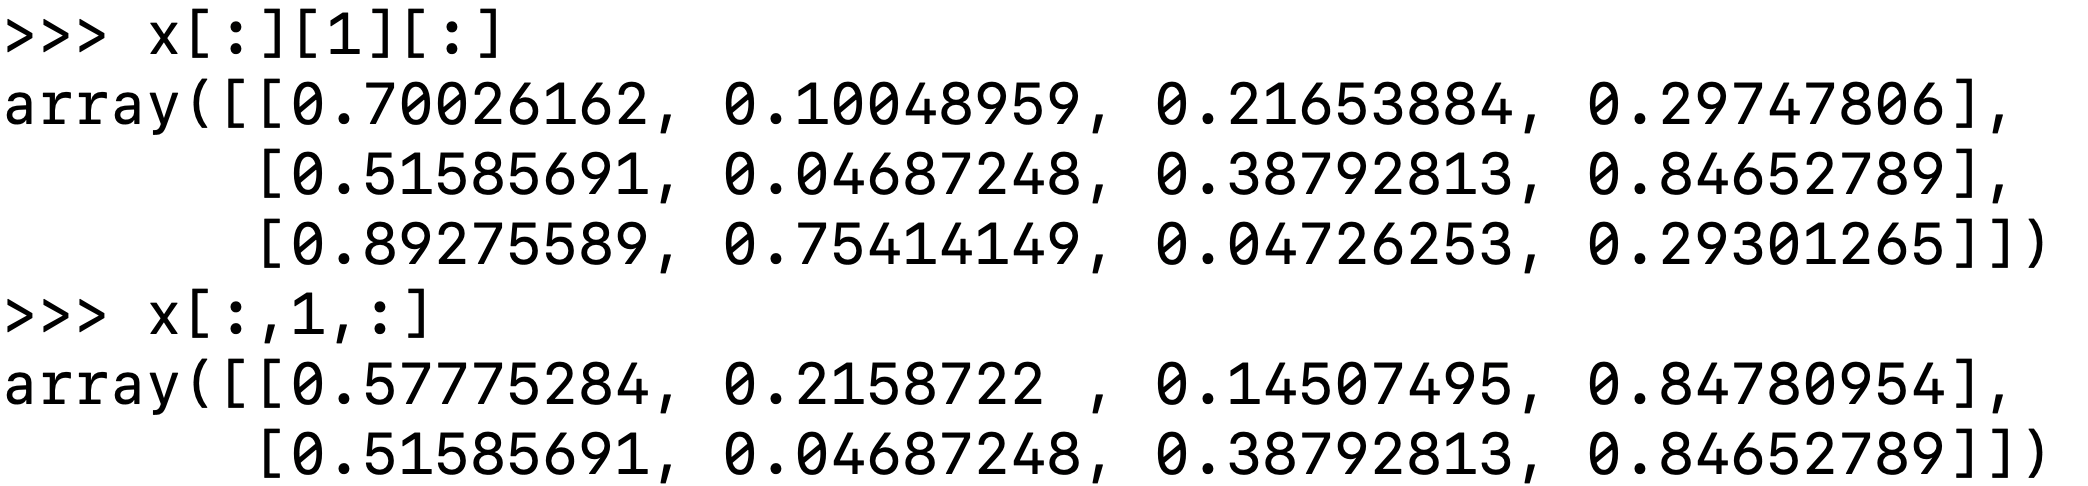 >>> x[:][1][:]
array([[0.70026162, 0.10048959, 0.21653884, 0.29747806],
       [0.51585691, 0.04687248, 0.38792813, 0.84652789],
       [0.89275589, 0.75414149, 0.04726253, 0.29301265]])
>>> x[:,1,:]
array([[0.57775284, 0.2158722 , 0.14507495, 0.84780954],
       [0.51585691, 0.04687248, 0.38792813, 0.84652789]])